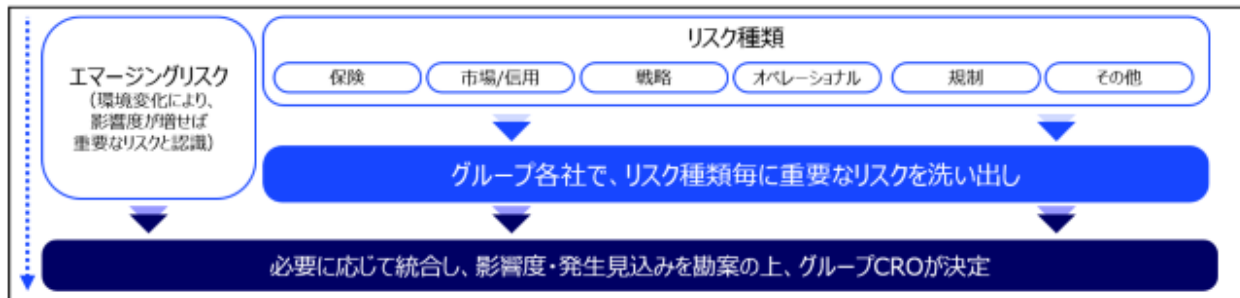 エマージングリスク
（環境変化により、
影響度が増せば
重要なリスクと認識）
リスク種類
保険
市場/信用
戦略
オペレーショナル
規制
その他
グループ各社で、リスク種類毎に重要なリスクを洗い出し
必要に応じて統合し、影響度・発生見込みを勘案の上、グループCROが決定